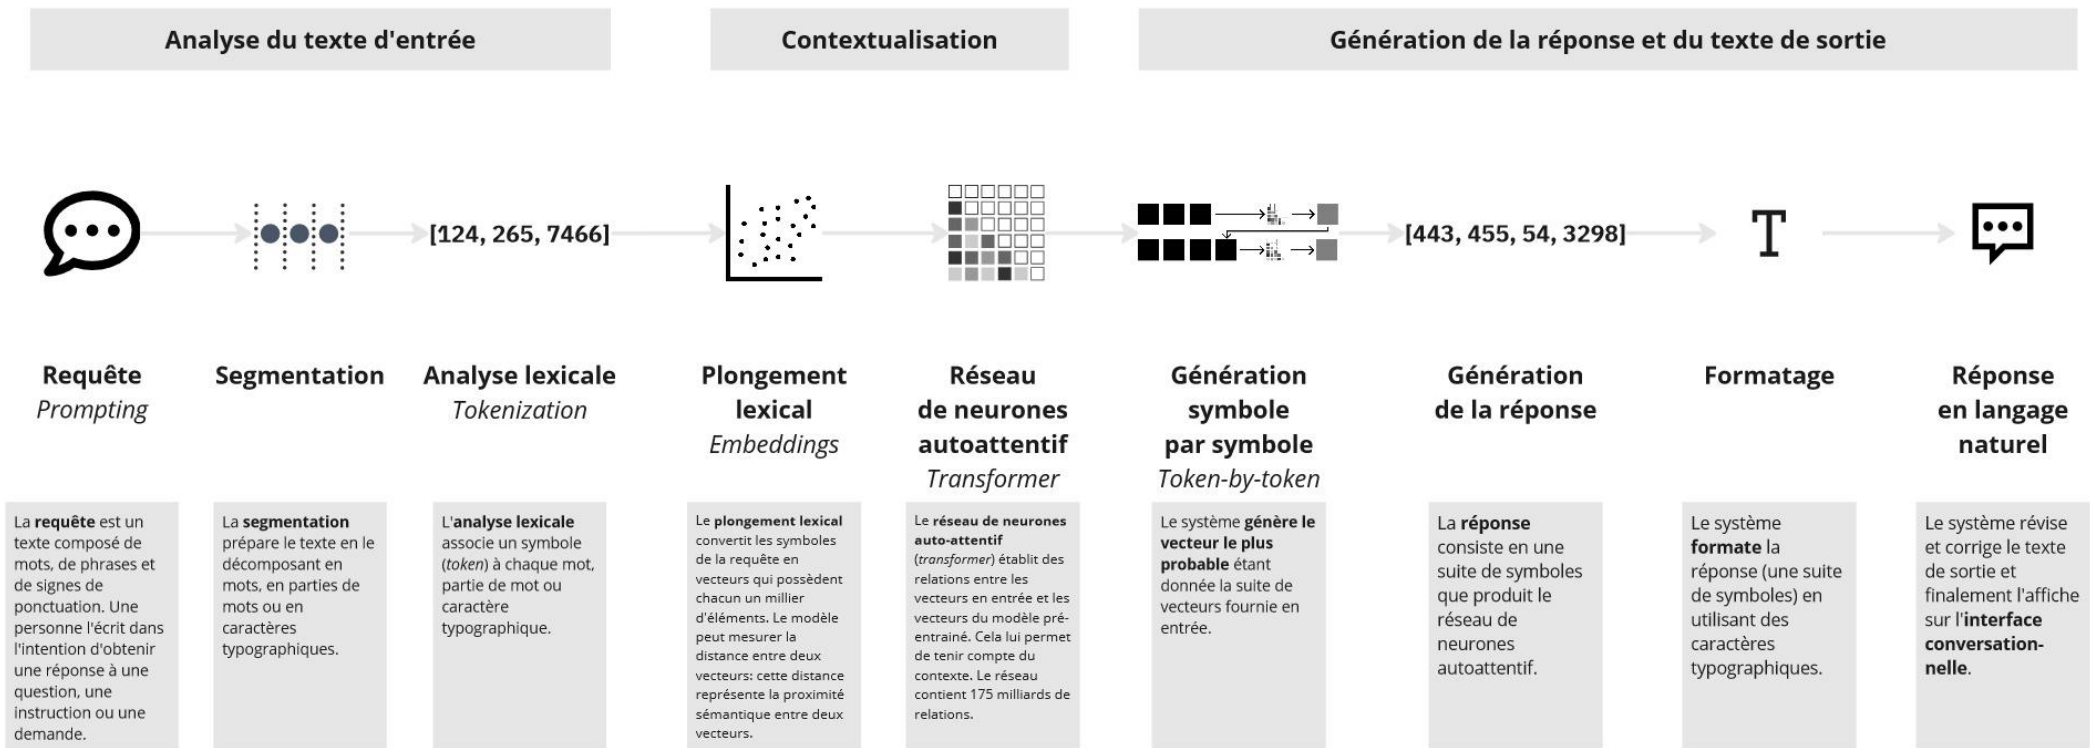 Analyse du texte d'entrée
Contextualisation
Génération de la réponse et du texte de sortie
[124, 265, 7466]
[443, 455, 54, 3298]
T
Requête
Prompting
Segmentation
Analyse lexicale
Tokenization
Plongement
lexical
Embeddings
Réseau
de neurones
autoattentif
Transformer
Génération
symbole
par symbole
Token-by-token
Génération
de la réponse
Formatage
Réponse
en langage
naturel
La requête est un
texte composé de
mots, de phrases et
de signes de
ponctuation. Une
personne l'écrit dans
l'intention d'obtenir
une réponse à une
question, une
instruction ou une
demande.
La segmentation
prépare le texte en le
décomposant en
mots, en parties de
mots ou en
caractères
typographiques.
L'analyse lexicale
associe un symbole
(token) à chaque mot,
partie de mot ou
caractère
typographique.
Le plongement lexical
convertit les symboles
de la requête en
vecteurs qui possèdent
chacun un millier
d'éléments. Le modèle
peut mesurer la
distance entre deux
vecteurs: cette distance
représente la proximité
sémantique entre deux
vecteurs.
Le réseau de neurones
auto-attentif
(transformer) établit des
relations entre les
vecteurs en entrée et les
vecteurs du modèle pré-
entrainé. Cela lui permet
de tenir compte du
contexte. Le réseau
contient 175 milliards de
relations.
Le système génère le
vecteur le plus
probable étant
donnée la suite de
vecteurs fournie en
entrée.
La réponse
consiste en une
suite de symboles
que produit le
réseau de
neurones
autoattentif.
Le système
formate la
réponse (une suite
de symboles) en
utilisant des
caractères
typographiques.
Le système révise
et corrige le texte
de sortie et
finalement l'affiche
sur l'interface
conversation-
nelle.